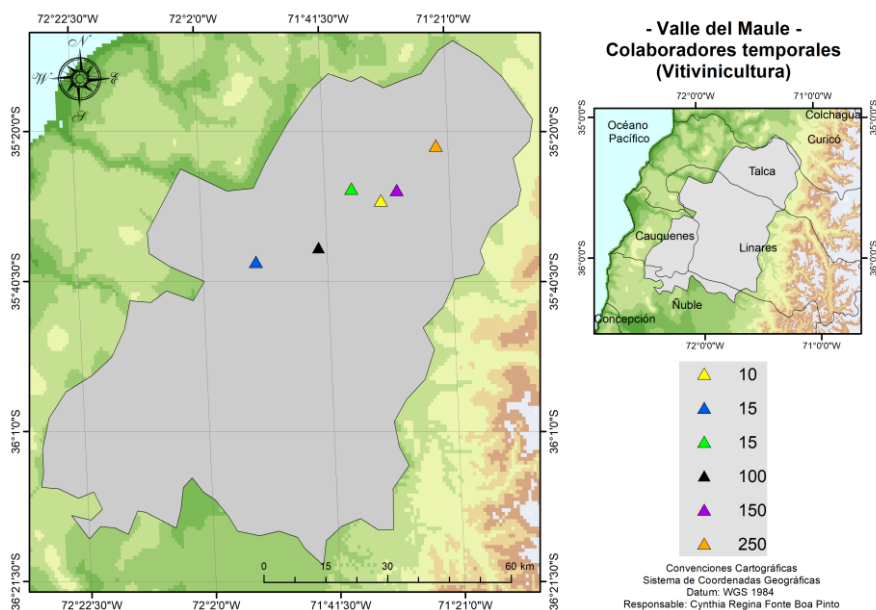 72°22'30"W
72°2'0"W
71°41'30"W
71°21'0"W
N
W
E
S
35°20'0"S
35°40'30"S
36°1'0"S
36°21'30"S
35°20'0"S
35°40'30"S
36°1'0"S
36°21'30"S
0 15 30 60 km
72°22'30"W
72°2'0"W
71°41'30"W
71°21'0"W
- Valle del Maule -
Colaboradores temporales
(Vitivinicultura)
72°0'0"W
71°0'0"W
35°0'0"S
36°0'0"S
35°0'0"S
36°0'0"S
Océano
Pacífico
Colchagua
Curicó
Talca
Cauquenes
Linares
Ñuble
Concepción
72°0'0"W
71°0'0"W
10
15
15
100
150
250
Convenciones Cartográficas
Sistema de Coordenadas Geográficas
Datum: WGS 1984
Responsable: Cynthia Regina Fonte Boa Pinto